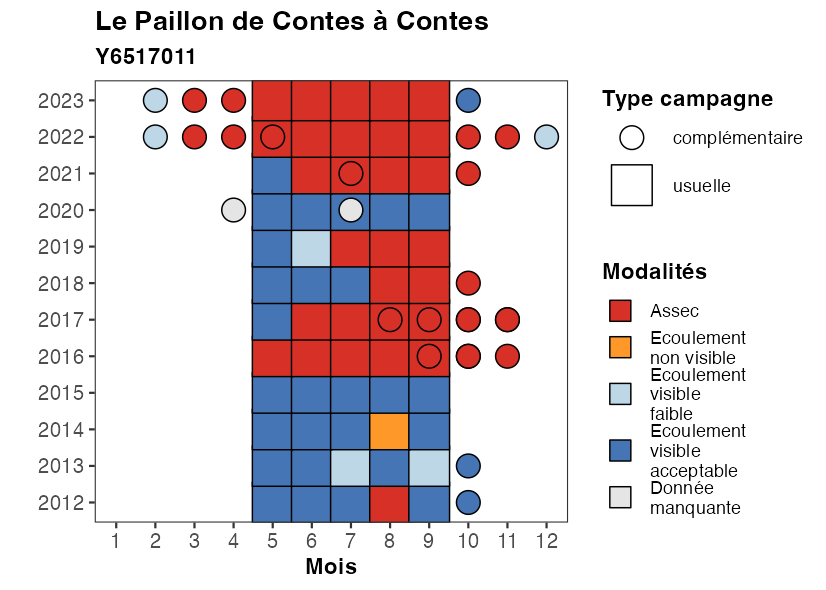 Le Paillon de Contes à Contes
Y6517011
2023
2022
2021
2020
2019
2018
2017
2016
2015
2014
2013
2012
1 2 3 4 5 6 7 8 9 10 11 12
Mois
Type campagne
complémentaire
usuelle
Modalités
Assec
Ecoulement
non visible
Ecoulement
visible
faible
Ecoulement
visible
acceptable
Donnée
manquante